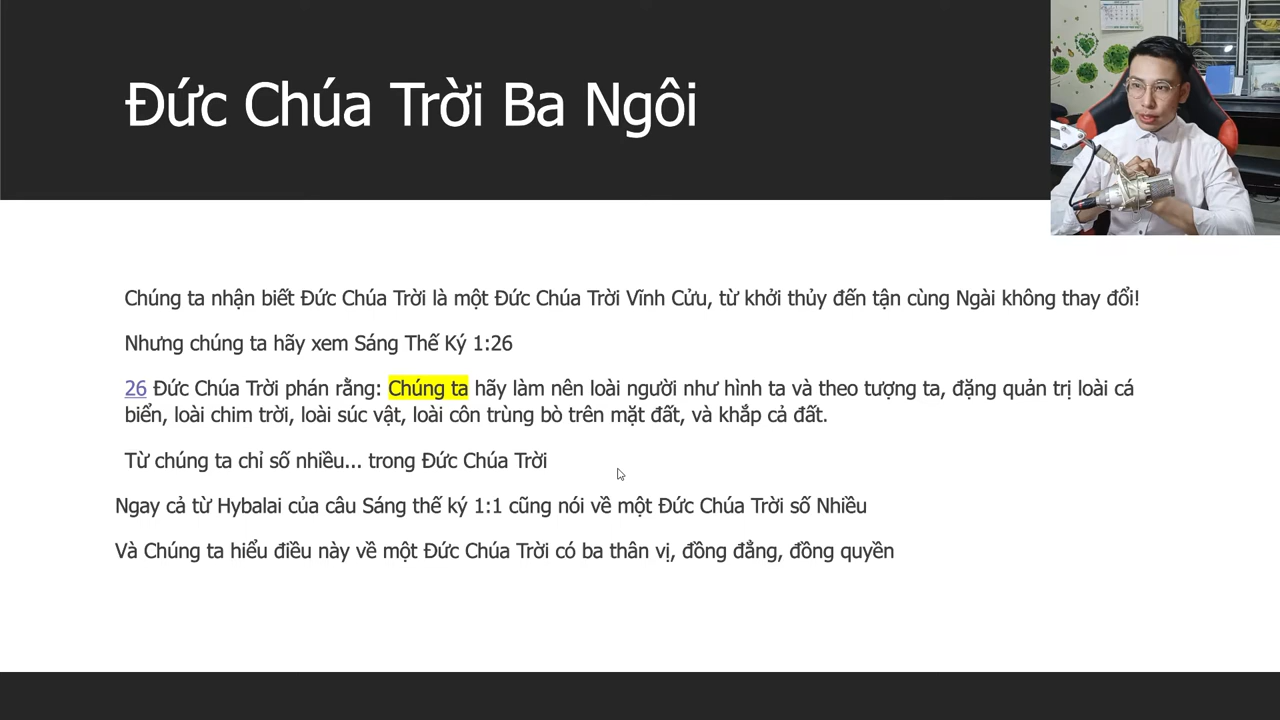 Đức Chúa Trời Ba Ngôi
Chúng ta nhận biết Đức Chúa Trời là một Đức Chúa Trời Vĩnh Cửu, từ khởi thủy đến tận cùng Ngài không thay đổi!
Nhưng chúng ta hãy xem Sáng Thế Ký 1:26
26 Đức Chúa Trời phán rằng: Chúng ta hãy làm nên loài người như hình ta và theo tượng ta, đặng quản trị loài cá
biển, loài chim trời, loài súc vật, loài côn trùng bò trên mặt đất, và khắp cả đất.
Từ chúng ta chỉ số nhiều... trong Đức Chúa Trời
Ngay cả từ Hybalai của câu Sáng thế ký 1:1 cũng nói về một Đức Chúa Trời số Nhiều
Và Chúng ta hiểu điều này về một Đức Chúa Trời có ba thân vị, đồng đẳng, đồng quyền